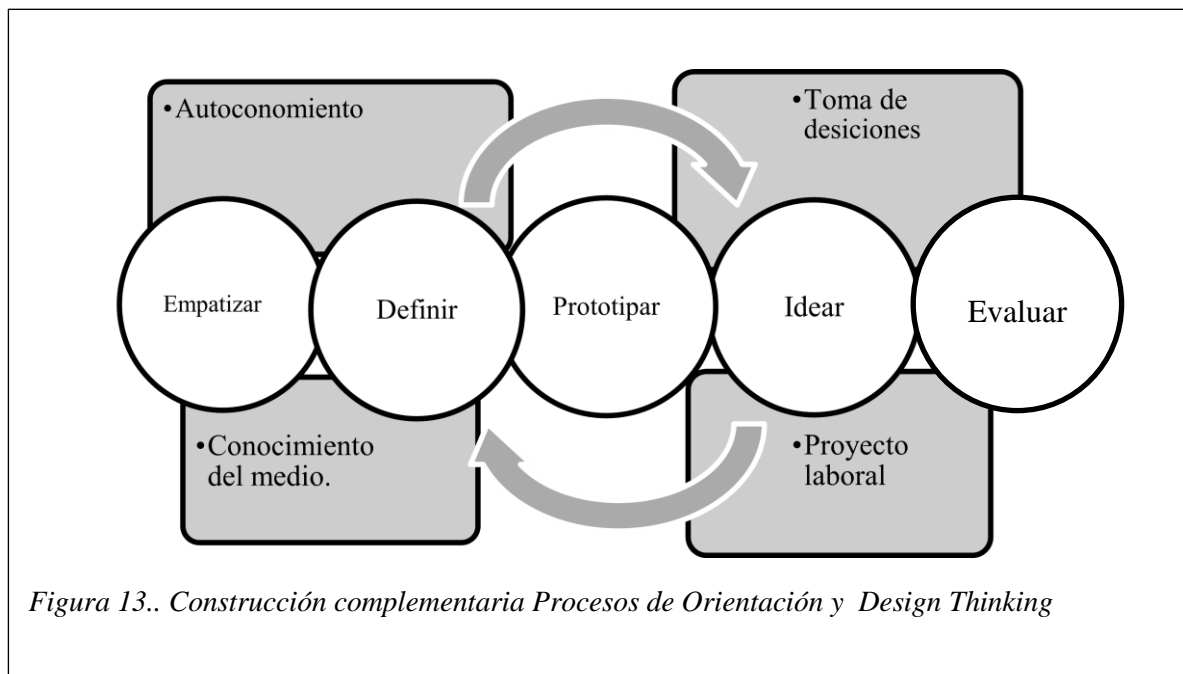 •Autoconomiento
•Toma de
desiciones
Empatizar
Definir
Prototipar
Idear
Evaluar
•Conocimiento
del medio.
•Proyecto
laboral
Figura 13.. Construcción complementaria Procesos de Orientación y Design Thinking